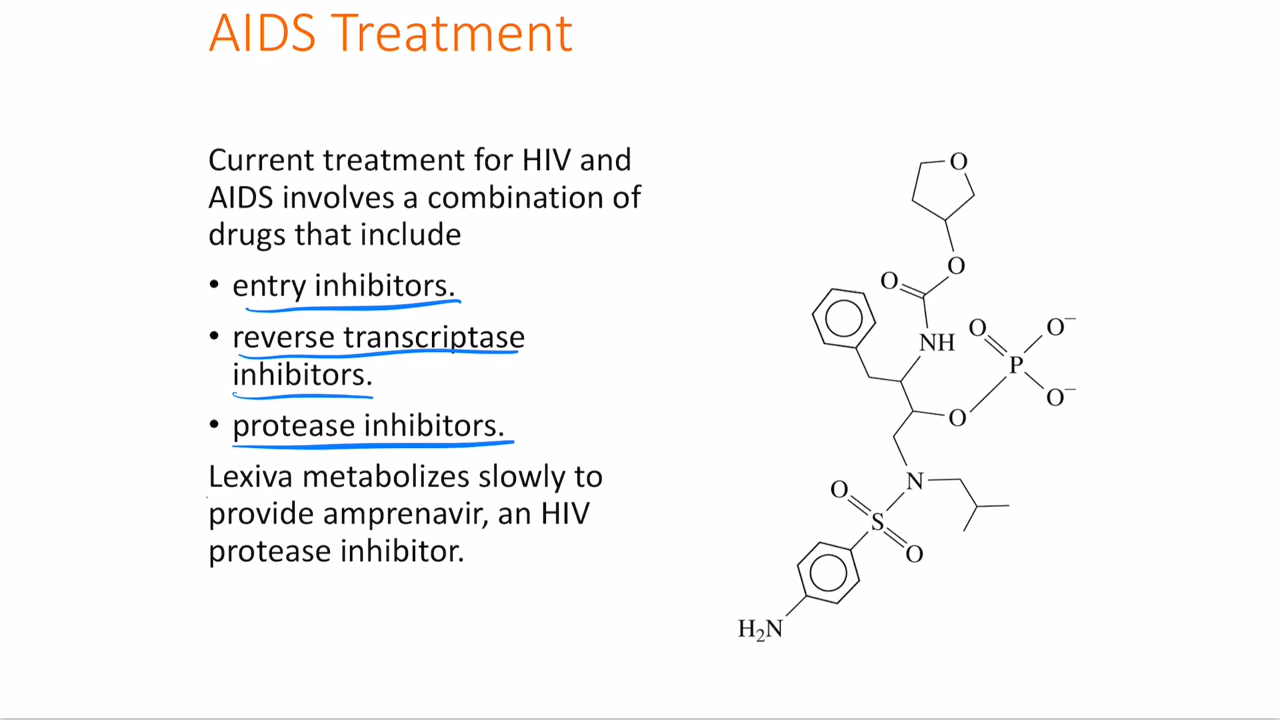 AIDS Treatment
Current treatment for HIV and
AIDS involves a combination of
drugs that include
• entry inhibitors.
• reverse transcriptase
inhibitors.
• protease inhibitors.
Lexiva metabolizes slowly to
provide amprenavir, an HIV
protease inhibitor.
O
O
O
NH
O
O⁻
P
O⁻
O
N
O
S
O
H₂N